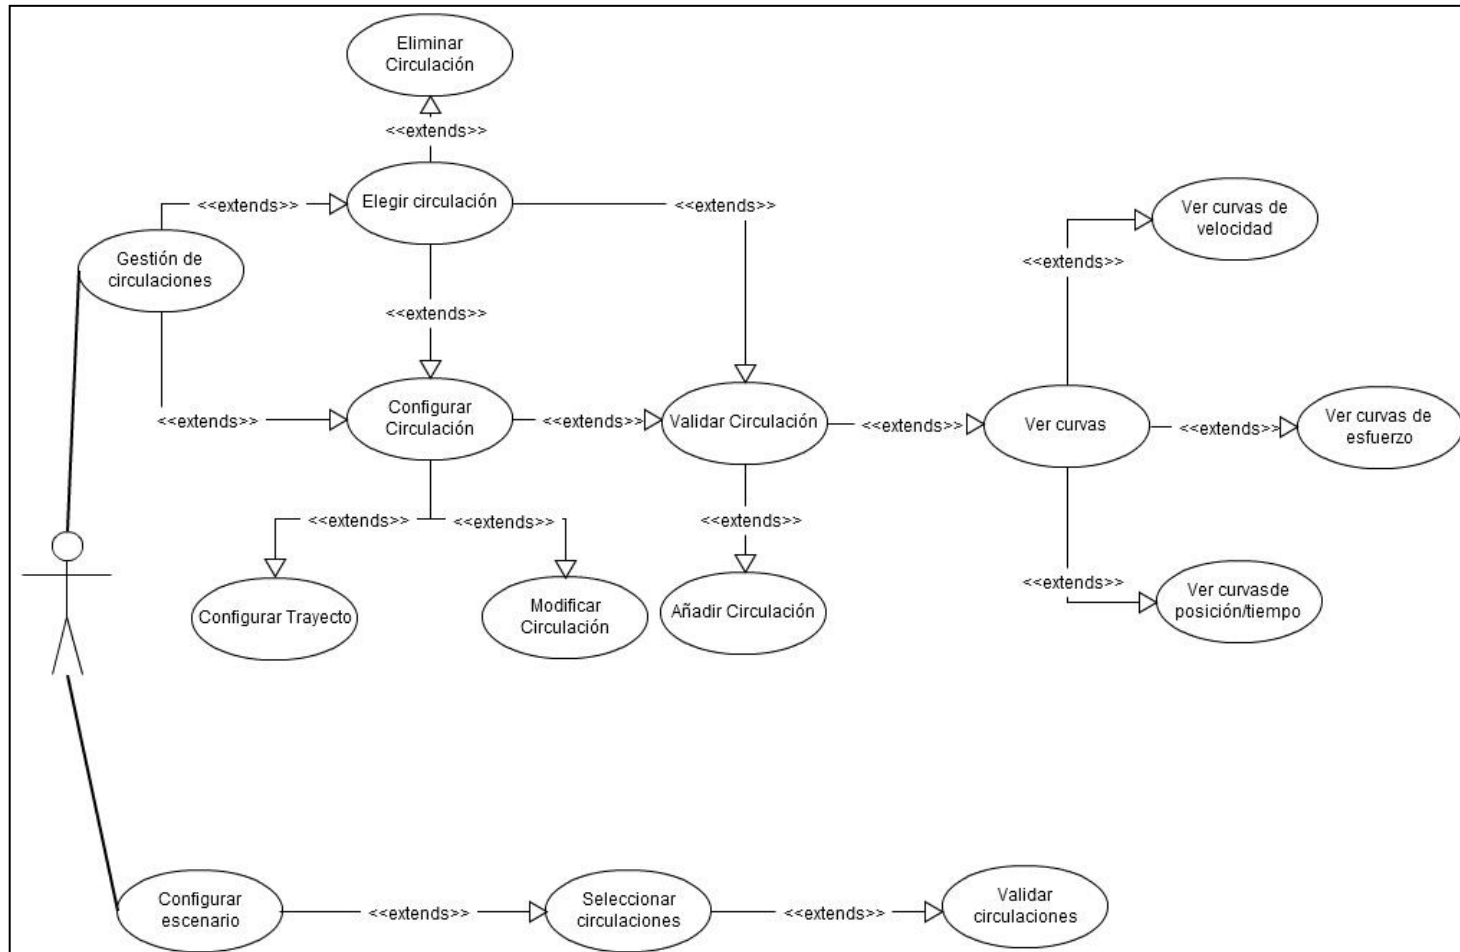 Eliminar
Circulación
<<extends>>
Elegir circulación
<<extends>>
<<extends>>
Gestión de
circulaciones
Ver curvas de
velocidad
<<extends>>
<<extends>>
<<extends>>
Configurar
Circulación
<<extends>>
Validar Circulación
<<extends>>
Ver curvas
<<extends>>
Ver curvas de
esfuerzo
<<extends>>
<<extends>>
<<extends>>
<<extends>>
Configurar Trayecto
Modificar
Circulación
Añadir Circulación
<<extends>>
Ver curvasde
posición/tiempo
Configurar
escenario
<<extends>>
Seleccionar
circulaciones
<<extends>>
Validar
circulaciones